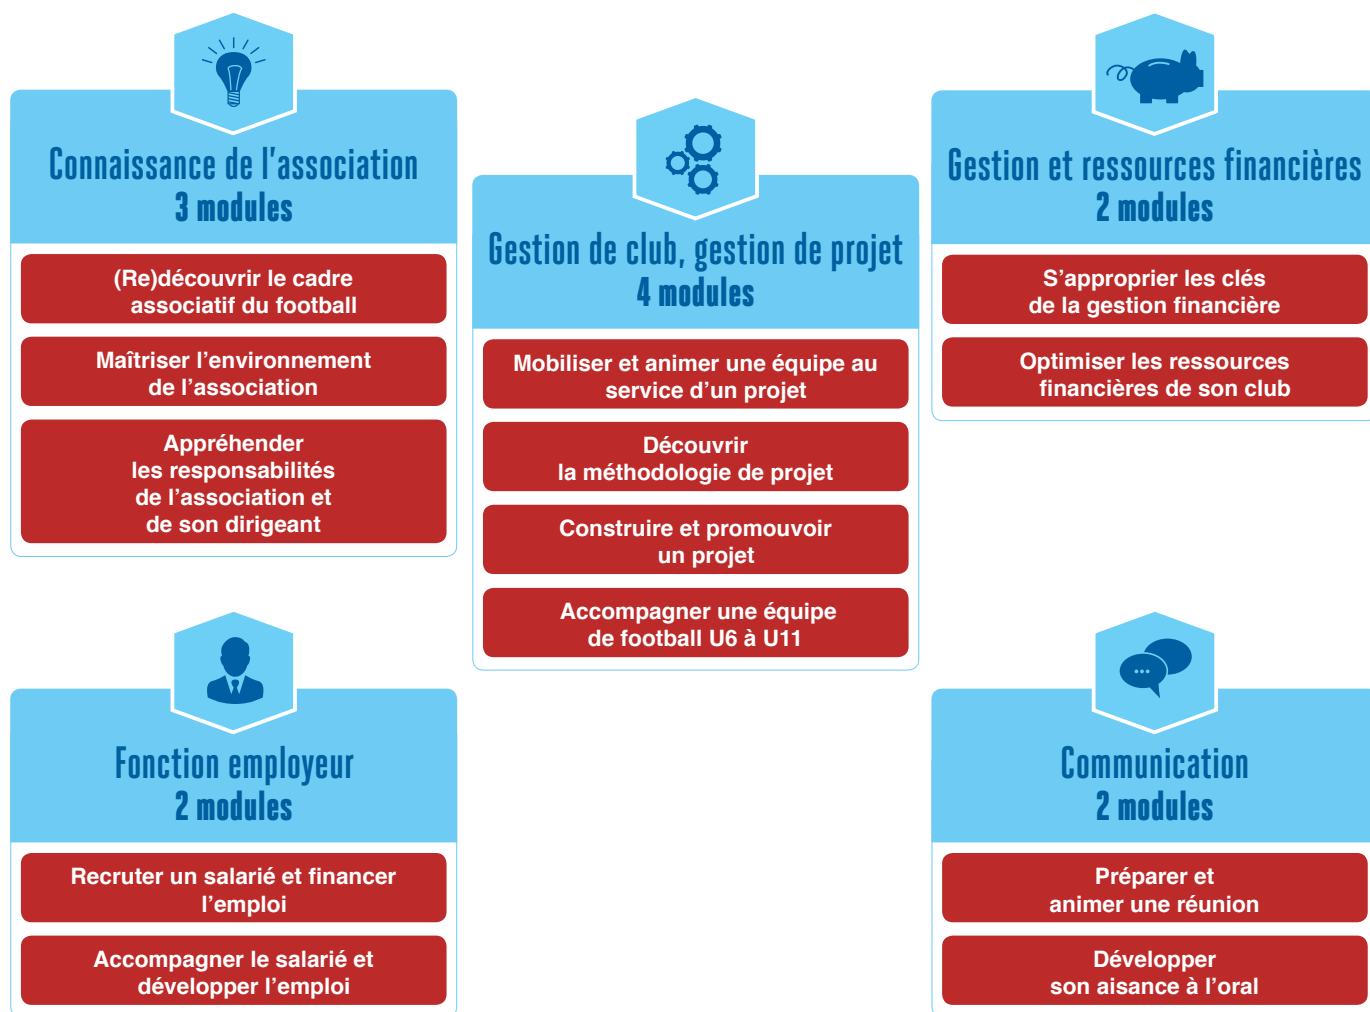 Connaissance de l'association
3 modules
(Re)découvrir le cadre
associatif du football
Maîtriser l'environnement
de l'association
Appréhender
les responsabilités
de l'association et
de son dirigeant
Gestion de club, gestion de projet
4 modules
Mobiliser et animer une équipe au
service d'un projet
Découvrir
la méthodologie de projet
Construire et promouvoir
un projet
Accompagner une équipe
de football U6 à U11
Gestion et ressources financières
2 modules
S'approprier les clés
de la gestion financière
Optimiser les ressources
financières de son club
Fonction employeur
2 modules
Recruter un salarié et financer
l'emploi
Accompagner le salarié et
développer l'emploi
Communication
2 modules
Préparer et
animer une réunion
Développer
son aisance à l'oral